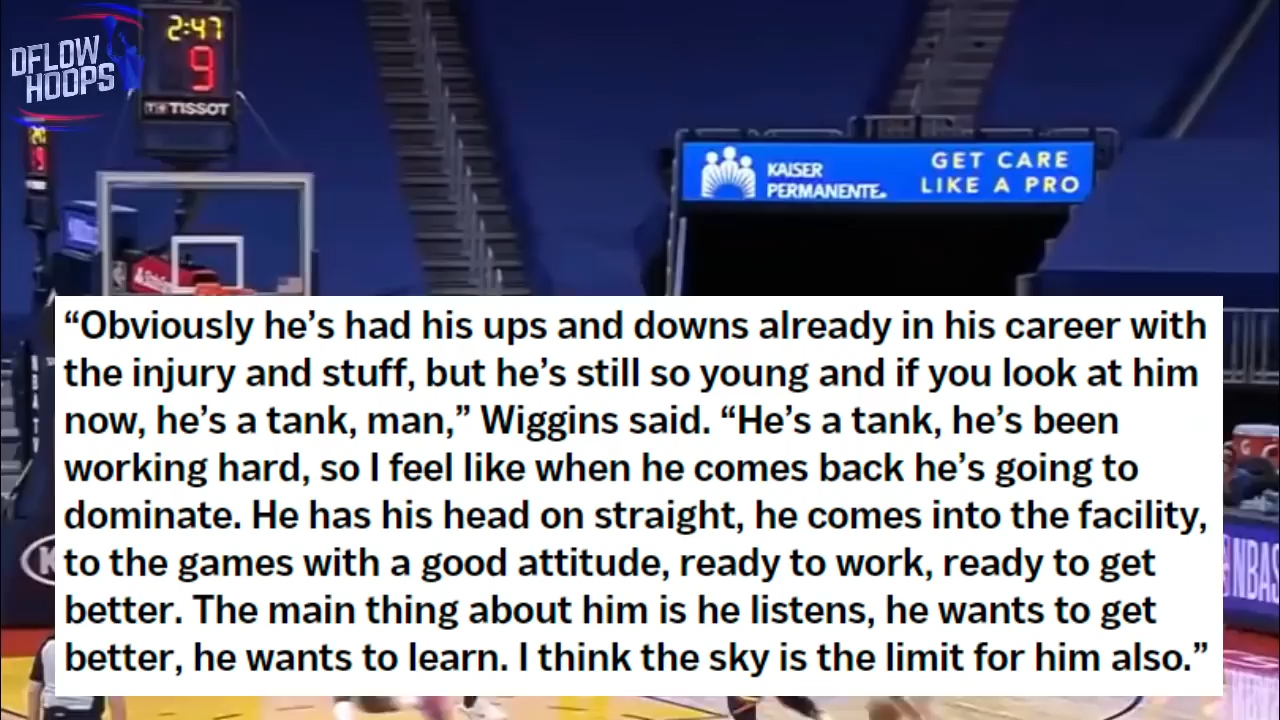 DFLOW
HOOPS
2:47
9
TISSOT
KAISER
PERMANENTE®
GET CARE
LIKE A PRO
“Obviously he’s had his ups and downs already in his career with
the injury and stuff, but he’s still so young and if you look at him
now, he’s a tank, man,” Wiggins said. “He’s a tank, he’s been
working hard, so I feel like when he comes back he’s going to
dominate. He has his head on straight, he comes into the facility,
to the games with a good attitude, ready to work, ready to get
better. The main thing about him is he listens, he wants to get
better, he wants to learn. I think the sky is the limit for him also.”